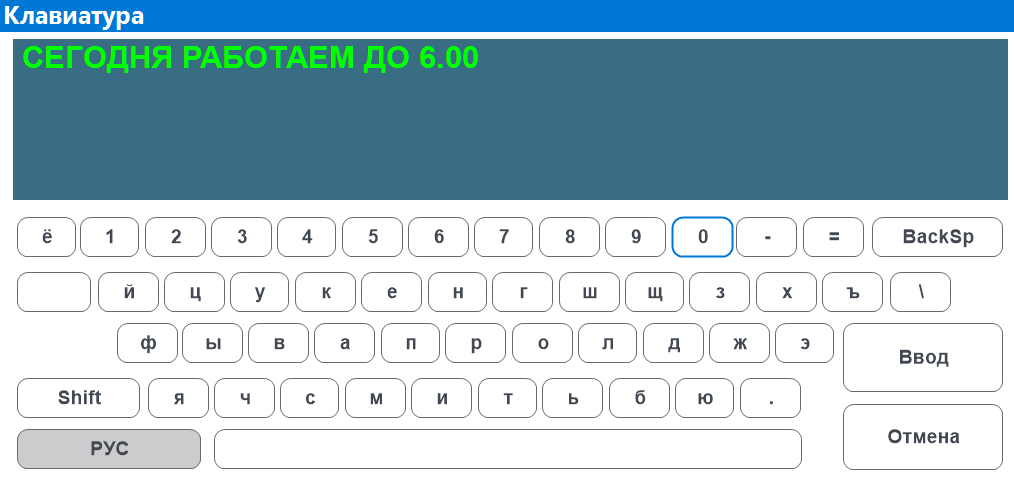 Клавиатура
СЕГОДНЯ РАБОТАЕМ ДО 6.00
ё 1 2 3 4 5 6 7 8 9 0 - = BackSp
й ц у к е н г ш щ з х ъ \
ф ы в а п р о л д ж э Ввод
Shift я ч с м и т ь б ю .
Отмена
РУС